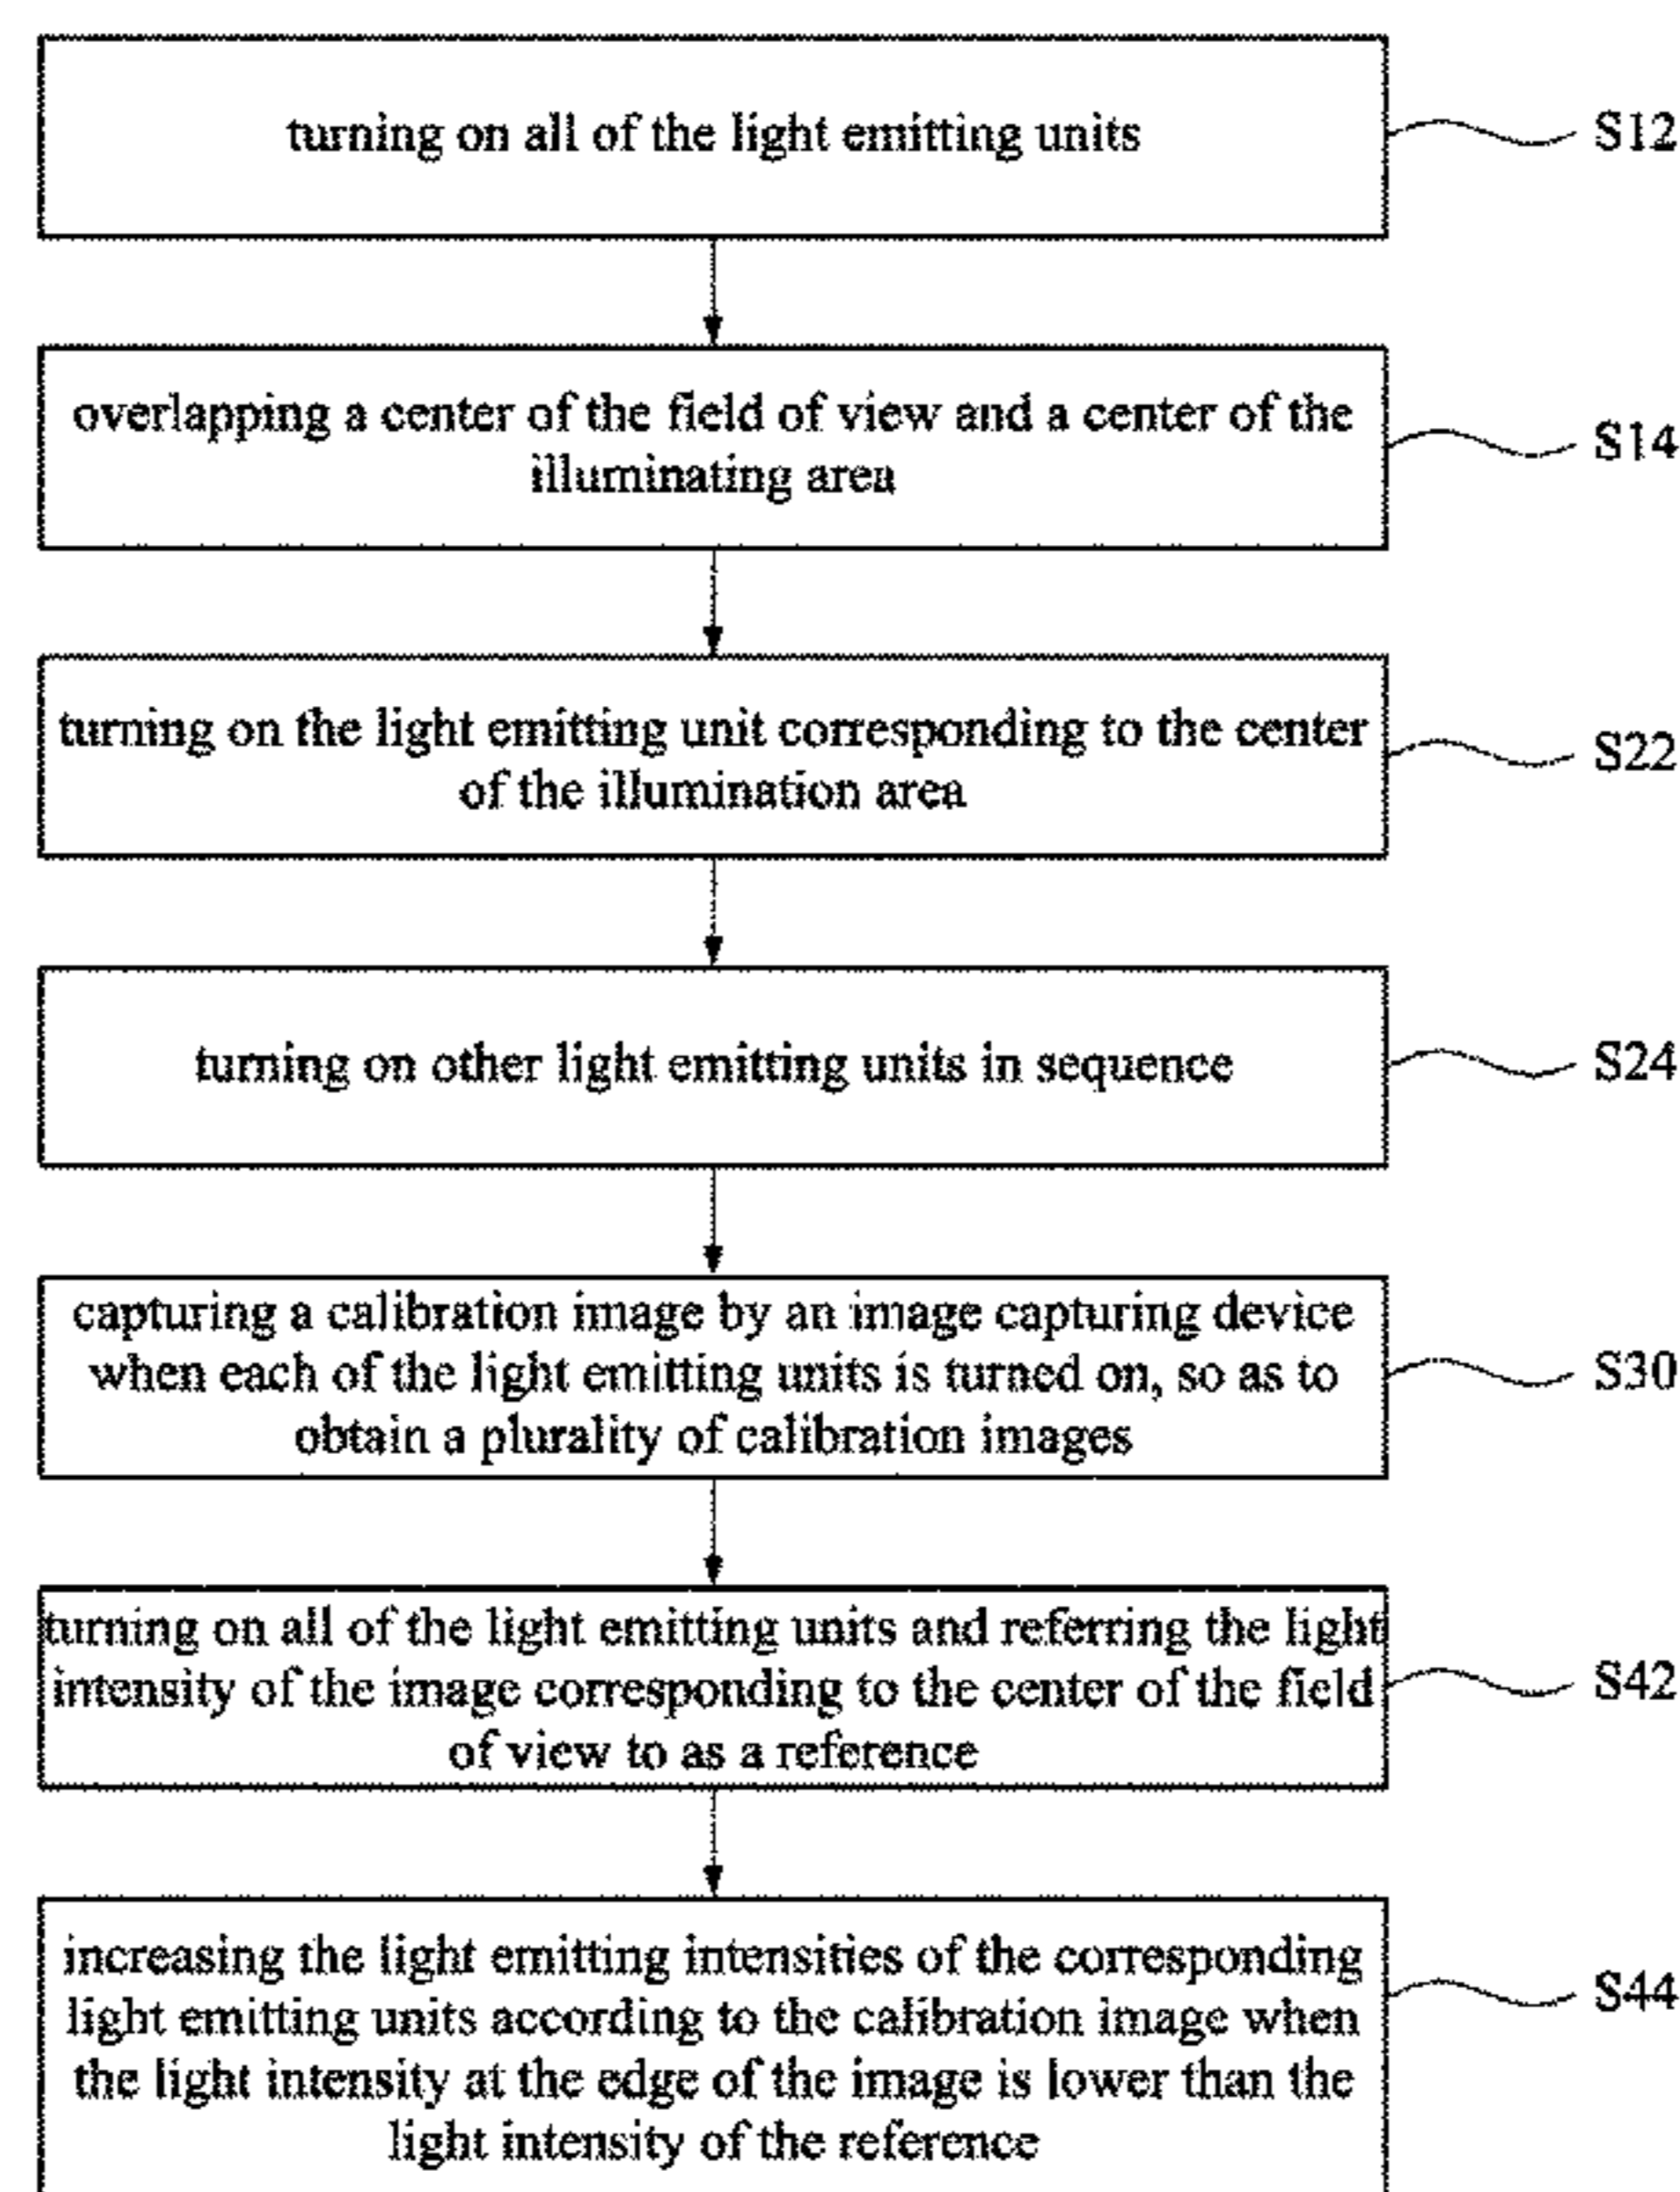 turning on all of the light emitting units
S12
overlapping a center of the field of view and a center of the
illuminating area
S14
turning on the light emitting unit corresponding to the center
of the illumination area
S22
turning on other light emitting units in sequence
S24
capturing a calibration image by an image capturing device
when each of the light emitting units is turned on, so as to
obtain a plurality of calibration images
S30
turning on all of the light emitting units and referring the light
intensity of the image corresponding to the center of the field
of view to as a reference
S42
increasing the light emitting intensities of the corresponding
light emitting units according to the calibration image when
the light intensity at the edge of the image is lower than the
light intensity of the reference
S44